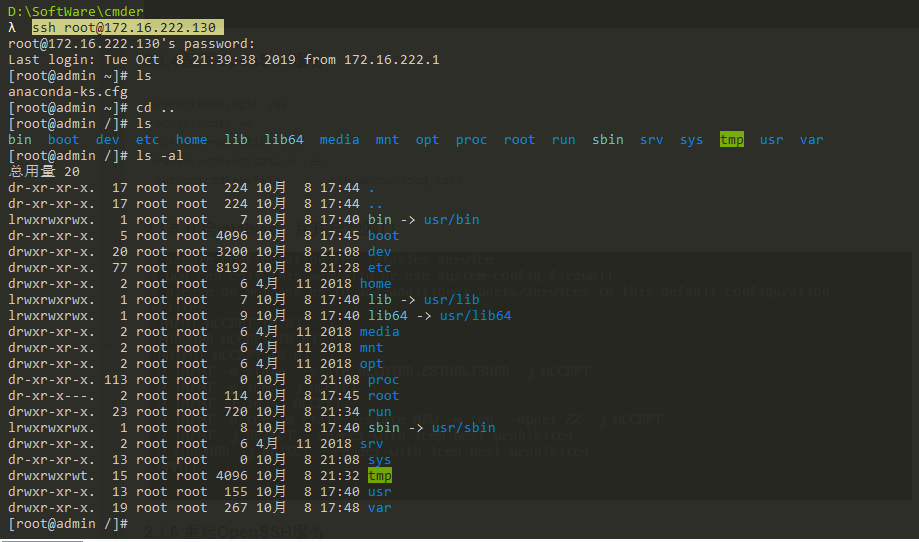 D:\SoftWare\cmder
λ  ssh root@172.16.222.130
root@172.16.222.130's password:
Last login: Tue Oct  8 21:39:38 2019 from 172.16.222.1
[root@admin ~]# ls
anaconda-ks.cfg
[root@admin ~]# cd ..
[root@admin /]# ls
bin  boot  dev  etc  home  lib  lib64  media  mnt  opt  proc  root  run  sbin  srv  sys  tmp  usr  var
[root@admin /]# ls -al
总用量 20
dr-xr-xr-x.  17 root root  224 10月  8 17:44 .
dr-xr-xr-x.  17 root root  224 10月  8 17:44 ..
lrwxrwxrwx.   1 root root    7 10月  8 17:40 bin -> usr/bin
dr-xr-xr-x.   5 root root 4096 10月  8 17:45 boot
drwxr-xr-x.  20 root root 3200 10月  8 21:08 dev
drwxr-xr-x.  77 root root 8192 10月  8 21:28 etc
drwxr-xr-x.   2 root root    6 4月  11 2018 home
lrwxrwxrwx.   1 root root    7 10月  8 17:40 lib -> usr/lib
lrwxrwxrwx.   1 root root    9 10月  8 17:40 lib64 -> usr/lib64
drwxr-xr-x.   2 root root    6 4月  11 2018 media
drwxr-xr-x.   2 root root    6 4月  11 2018 mnt
drwxr-xr-x.   2 root root    6 4月  11 2018 opt
dr-xr-xr-x. 113 root root    0 10月  8 21:08 proc
dr-xr-x---.   2 root root  114 10月  8 17:45 root
drwxr-xr-x.  23 root root  720 10月  8 21:34 run
lrwxrwxrwx.   1 root root    8 10月  8 17:40 sbin -> usr/sbin
drwxr-xr-x.   2 root root    6 4月  11 2018 srv
dr-xr-xr-x.  13 root root    0 10月  8 21:08 sys
drwxrwxrwt.  15 root root 4096 10月  8 21:32 tmp
drwxr-xr-x.  13 root root  155 10月  8 17:40 usr
drwxr-xr-x.  19 root root  267 10月  8 17:48 var
[root@admin /]#
2.1.6 重启OpenSSH服务